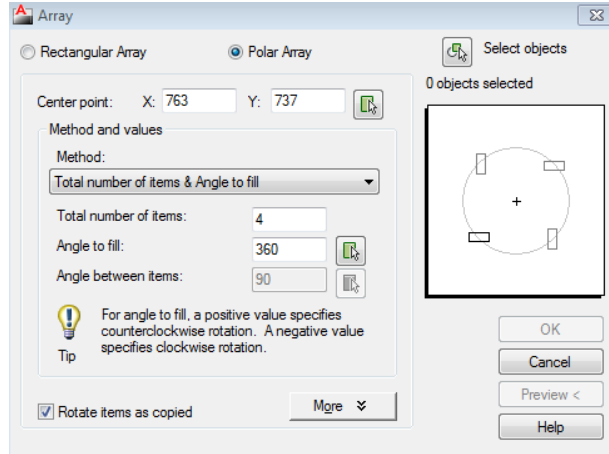 Array
Rectangular Array
Polar Array
Select objects
0 objects selected
Center point: X: 763 Y: 737
Method and values
Method:
Total number of items & Angle to fill
Total number of items: 4
Angle to fill: 360
Angle between items: 90
For angle to fill, a positive value specifies
counterclockwise rotation. A negative value
specifies clockwise rotation.
Tip
Rotate items as copied
More
OK
Cancel
Preview <
Help